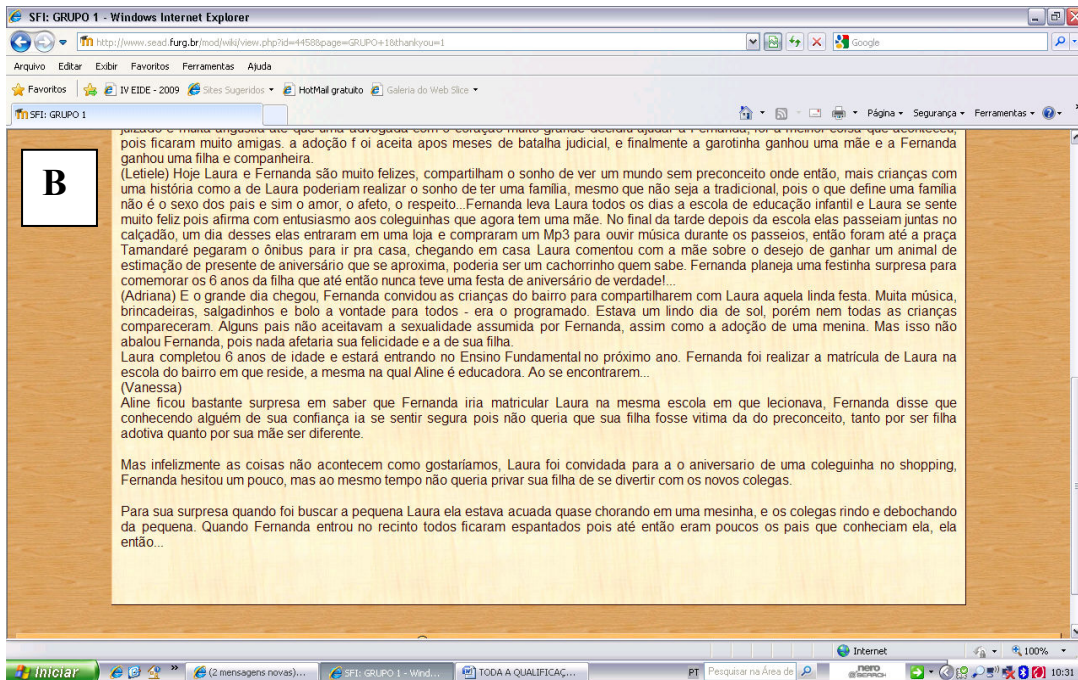 SFI: GRUPO 1 - Windows Internet Explorer
http://www.sead.furg.br/mod/wiki/view.php?id=4458&page=GRUPO+1&thankyou=1
Google
Arquivo Editar Exibir Favoritos Ferramentas Ajuda
Favoritos IV EIDE - 2009 Sites Sugeridos HotMail gratuito Galeria do Web Slice
SFI: GRUPO 1
Página Segurança Ferramentas
B
juizado e muita angustia até que uma advogada com o coração muito grande decidiu ajudar a Fernanda, foi a melhor coisa que aconteceu,
pois ficaram muito amigas. a adoção f oi aceita apos meses de batalha judicial, e finalmente a garotinha ganhou uma mãe e a Fernanda
ganhou uma filha e companheira.
(Letiele) Hoje Laura e Fernanda são muito felizes, compartilham o sonho de ver um mundo sem preconceito onde então, mais crianças com
uma história como a de Laura poderiam realizar o sonho de ter uma família, mesmo que não seja a tradicional, pois o que define uma família
não é o sexo dos pais e sim o amor, o afeto, o respeito...Fernanda leva Laura todos os dias a escola de educação infantil e Laura se sente
muito feliz pois afirma com entusiasmo aos coleguinhas que agora tem uma mãe. No final da tarde depois da escola elas passeiam juntas no
calçadão, um dia desses elas entraram em uma loja e compraram um Mp3 para ouvir música durante os passeios, então foram até a praça
Tamandaré pegaram o ônibus para ir pra casa, chegando em casa Laura comentou com a mãe sobre o desejo de ganhar um animal de
estimação de presente de aniversário que se aproxima, poderia ser um cachorrinho quem sabe. Fernanda planeja uma festinha surpresa para
comemorar os 6 anos da filha que até então nunca teve uma festa de aniversário de verdade!...
(Adriana) E o grande dia chegou, Fernanda convidou as crianças do bairro para compartilharem com Laura aquela linda festa. Muita música,
brincadeiras, salgadinhos e bolo a vontade para todos - era o programado. Estava um lindo dia de sol, porém nem todas as crianças
compareceram. Alguns pais não aceitavam a sexualidade assumida por Fernanda, assim como a adoção de uma menina. Mas isso não
abalou Fernanda, pois nada afetaria sua felicidade e a de sua filha.
Laura completou 6 anos de idade e estará entrando no Ensino Fundamental no próximo ano. Fernanda foi realizar a matrícula de Laura na
escola do bairro em que reside, a mesma na qual Aline é educadora. Ao se encontrarem...
(Vanessa)
Aline ficou bastante surpresa em saber que Fernanda iria matricular Laura na mesma escola em que lecionava, Fernanda disse que
conhecendo alguém de sua confiança ia se sentir segura pois não queria que sua filha fosse vitima da do preconceito, tanto por ser filha
adotiva quanto por sua mãe ser diferente.
Mas infelizmente as coisas não acontecem como gostaríamos, Laura foi convidada para a o aniversario de uma coleguinha no shopping,
Fernanda hesitou um pouco, mas ao mesmo tempo não queria privar sua filha de se divertir com os novos colegas.
Para sua surpresa quando foi buscar a pequena Laura ela estava acuada quase chorando em uma mesinha, e os colegas rindo e debochando
da pequena. Quando Fernanda entrou no recinto todos ficaram espantados pois até então eram poucos os pais que conheciam ela, ela
então...
Internet 100%
Iniciar (2 mensagens novas)... SFI: GRUPO 1 - Wind... TODA A QUALIFICAÇ... PT Pesquisar na Área de nero SEARCH 10:31